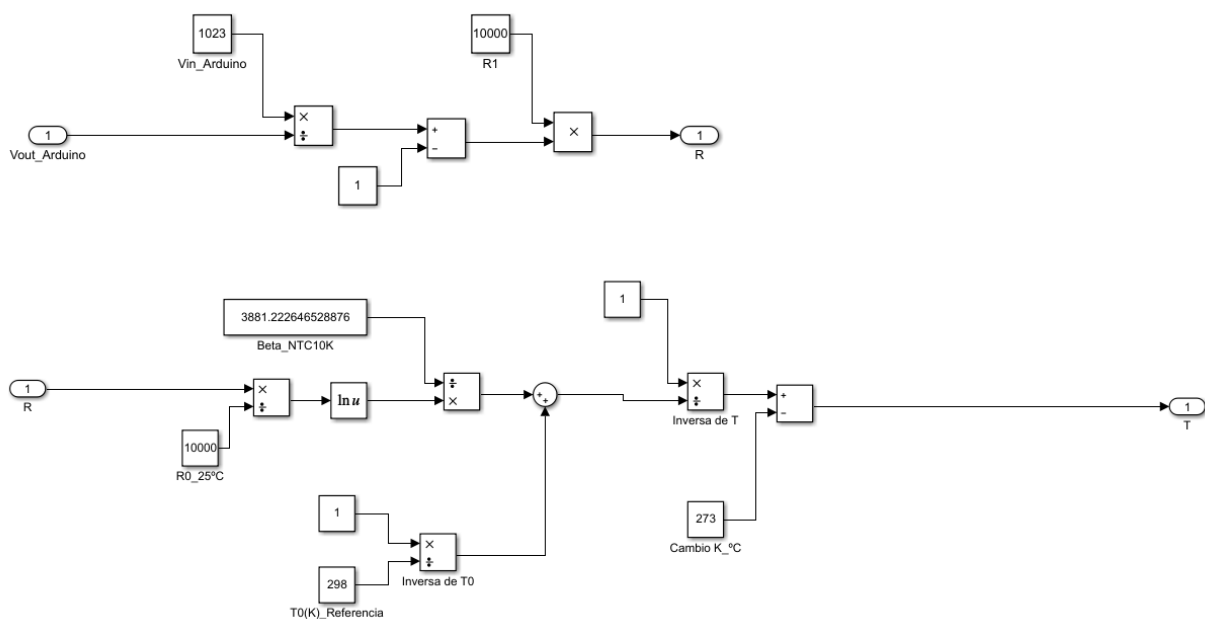 1023
Vin_Arduino
10000
R1
×
÷
+
−
×
1
Vout_Arduino
1
R
1
3881.222646528876
Beta_NTC10K
1
1
R
×
÷
ln u
÷
×
+
+
×
÷
Inversa de T
+
−
1
T
10000
R0_25ºC
1
×
÷
Inversa de T0
273
Cambio K_ºC
298
T0(K)_Referencia